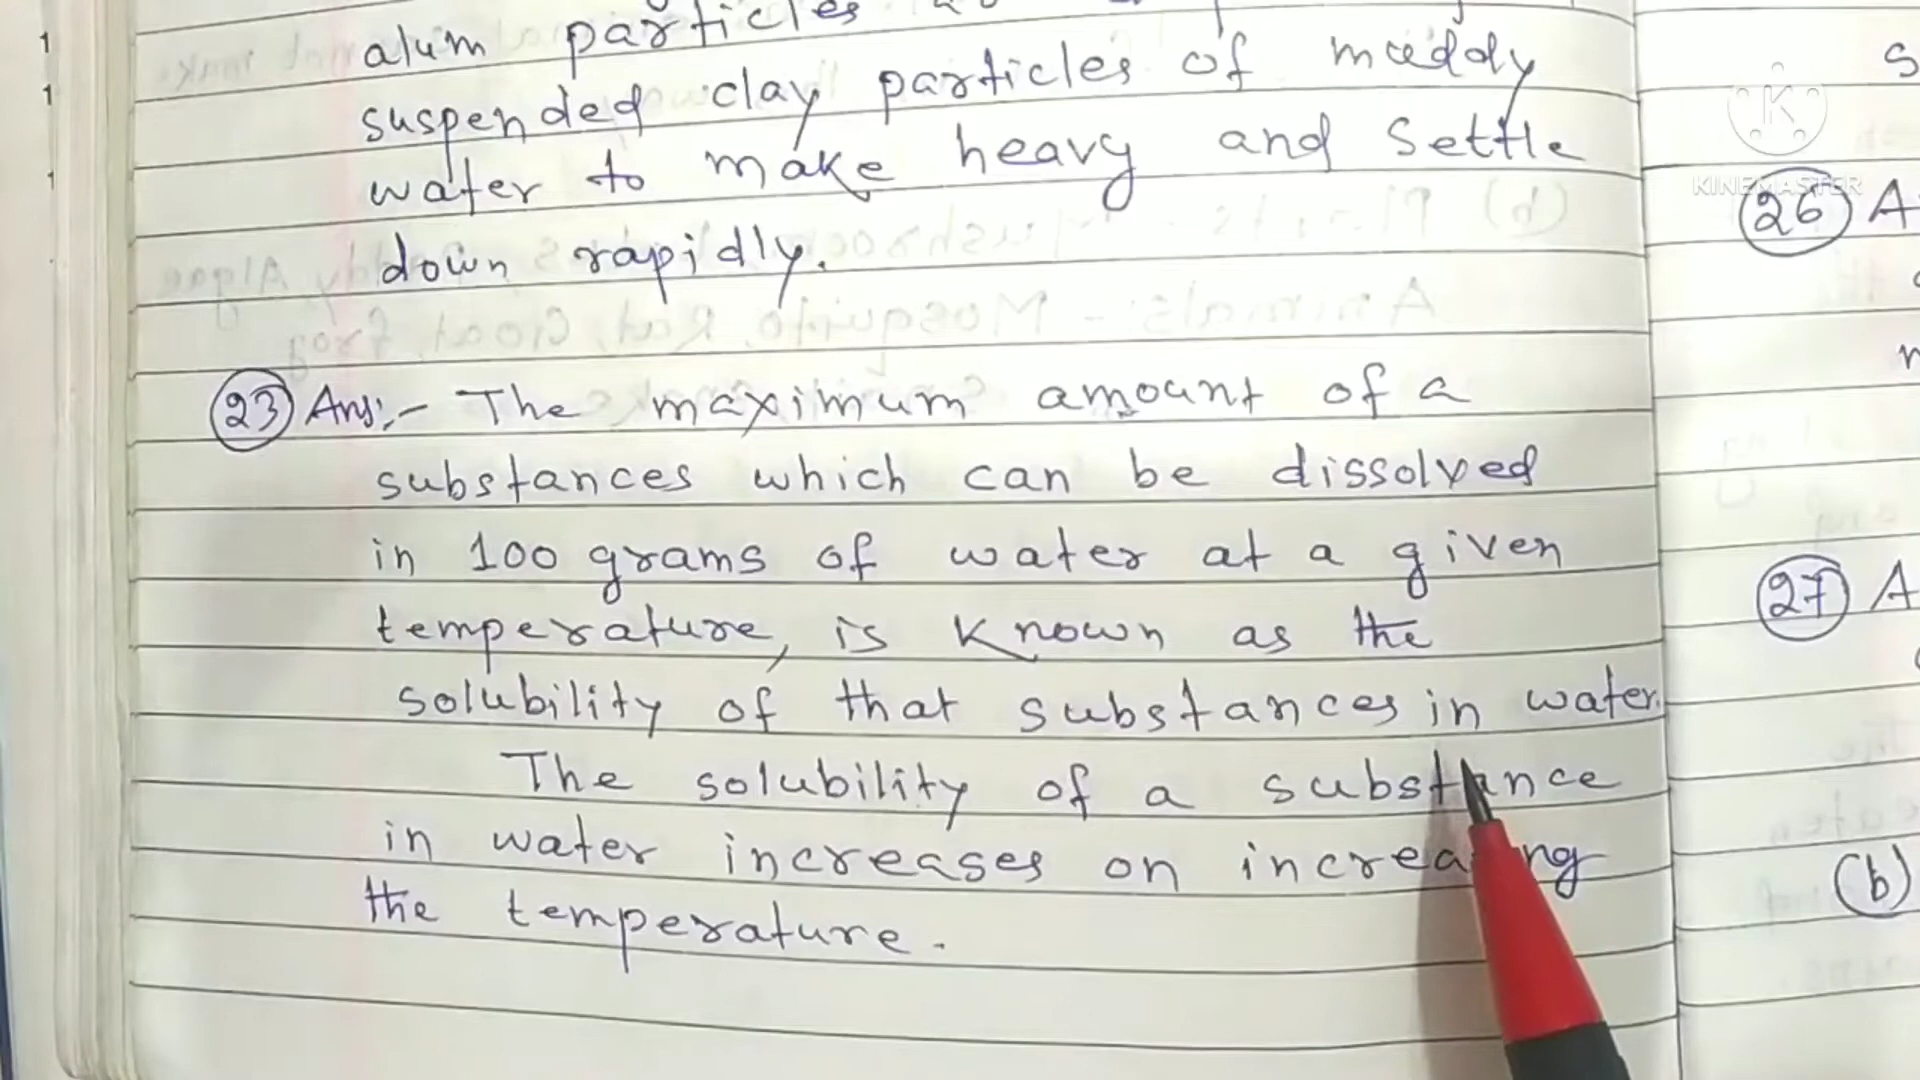 alum particles
suspended clay particles of muddy
water to make heavy and settle
down rapidly.
(23) Ans:- The maximum amount of a
substances which can be dissolved
in 100 grams of water at a given
temperature, is known as the
solubility of that substances in water.
The solubility of a substance
in water increases on increasing
the temperature.
K
KINEMASTER
S
(26) A
(27) A
(b)